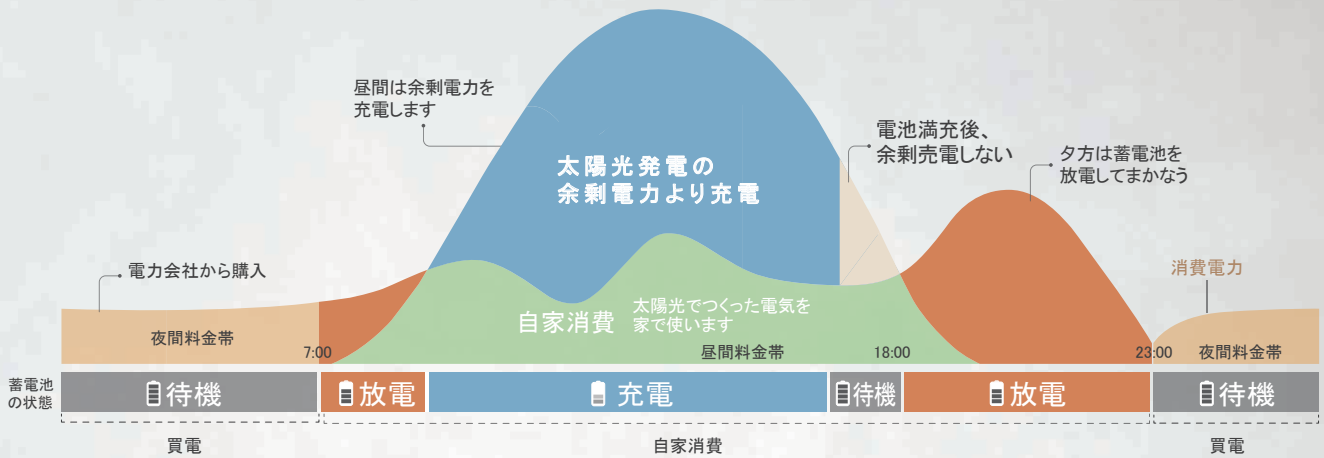 昼間は余剰電力を
充電します
太陽光発電の
余剰電力より充電
電池満充後、
余剰売電しない
夕方は蓄電池を
放電してまかなう
電力会社から購入
消費電力
自家消費
太陽光でつくった電気を
家で使います
夜間料金帯
7:00
昼間料金帯
18:00
23:00
夜間料金帯
蓄電池
の状態
待機
放電
充電
待機
放電
待機
買電
自家消費
買電